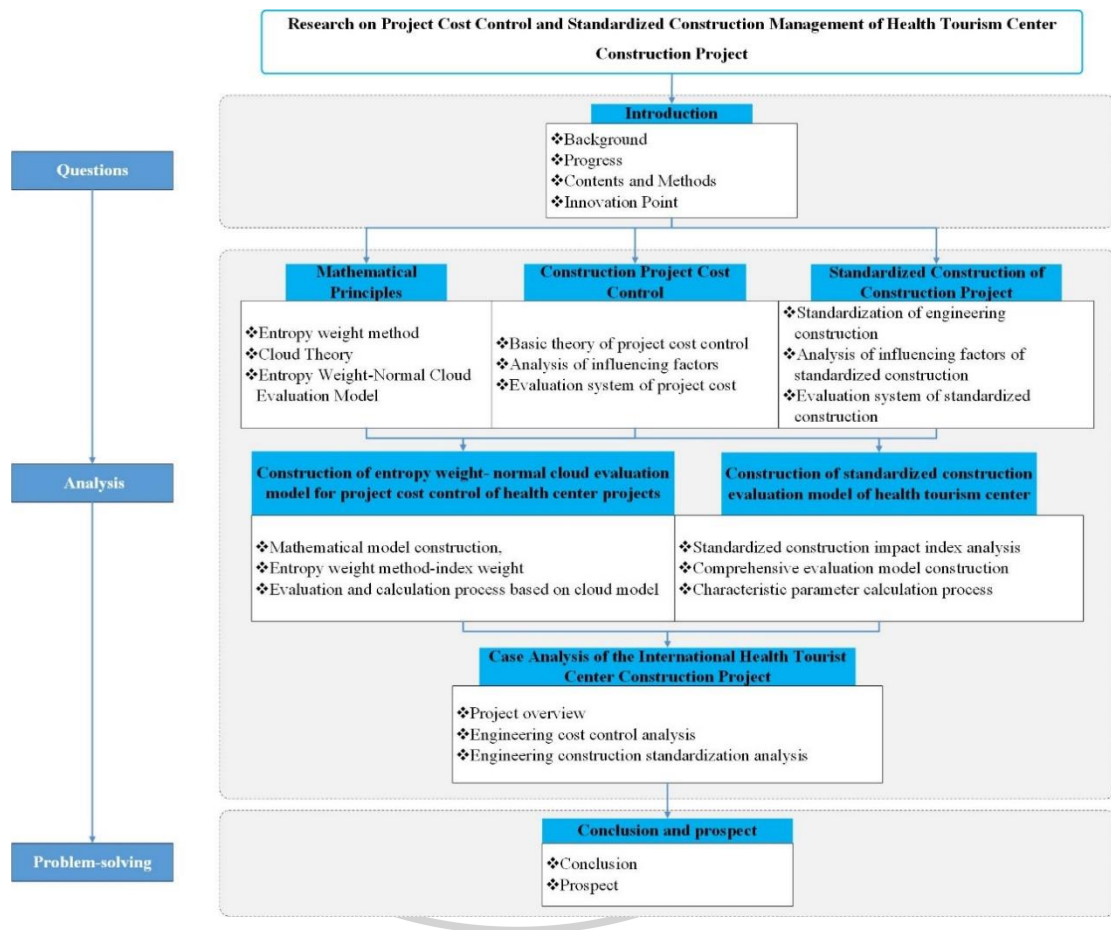 Research on Project Cost Control and Standardized Construction Management of Health Tourism Center
Construction Project
Questions
Introduction
❖Background
❖Progress
❖Contents and Methods
❖Innovation Point
Analysis
Mathematical
Principles
❖Entropy weight method
❖Cloud Theory
❖Entropy Weight-Normal Cloud
Evaluation Model
Construction Project Cost
Control
❖Basic theory of project cost control
❖Analysis of influencing factors
❖Evaluation system of project cost
Standardized Construction of
Construction Project
❖Standardization of engineering
construction
❖Analysis of influencing factors of
standardized construction
❖Evaluation system of standardized
construction
Construction of entropy weight- normal cloud evaluation
model for project cost control of health center projects
❖Mathematical model construction,
❖Entropy weight method-index weight
❖Evaluation and calculation process based on cloud model
Construction of standardized construction
evaluation model of health tourism center
❖Standardized construction impact index analysis
❖Comprehensive evaluation model construction
❖Characteristic parameter calculation process
Case Analysis of the International Health Tourist
Center Construction Project
❖Project overview
❖Engineering cost control analysis
❖Engineering construction standardization analysis
Problem-solving
Conclusion and prospect
❖Conclusion
❖Prospect